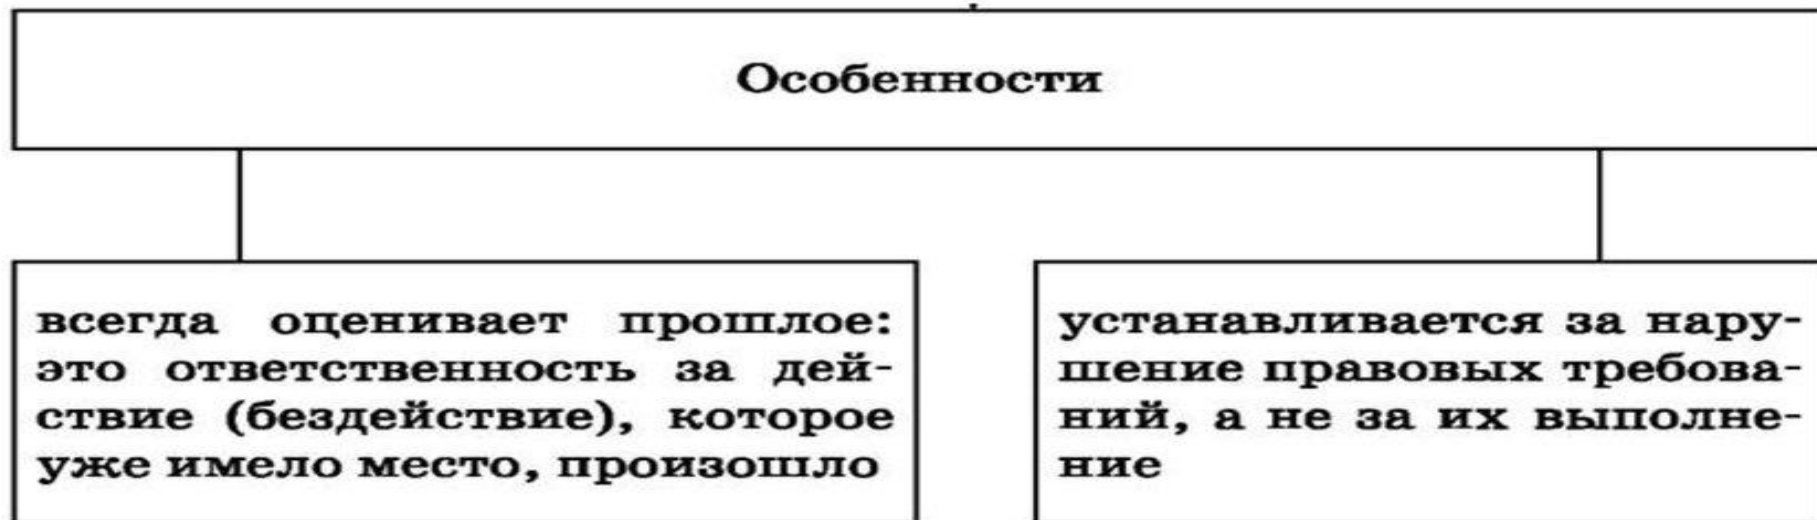 Особенности
всегда оценивает прошлое:
это ответственность за дей-
ствие (бездействие), которое
уже имело место, произошло
устанавливается за нару-
шение правовых требова-
ний, а не за их выполне-
ние